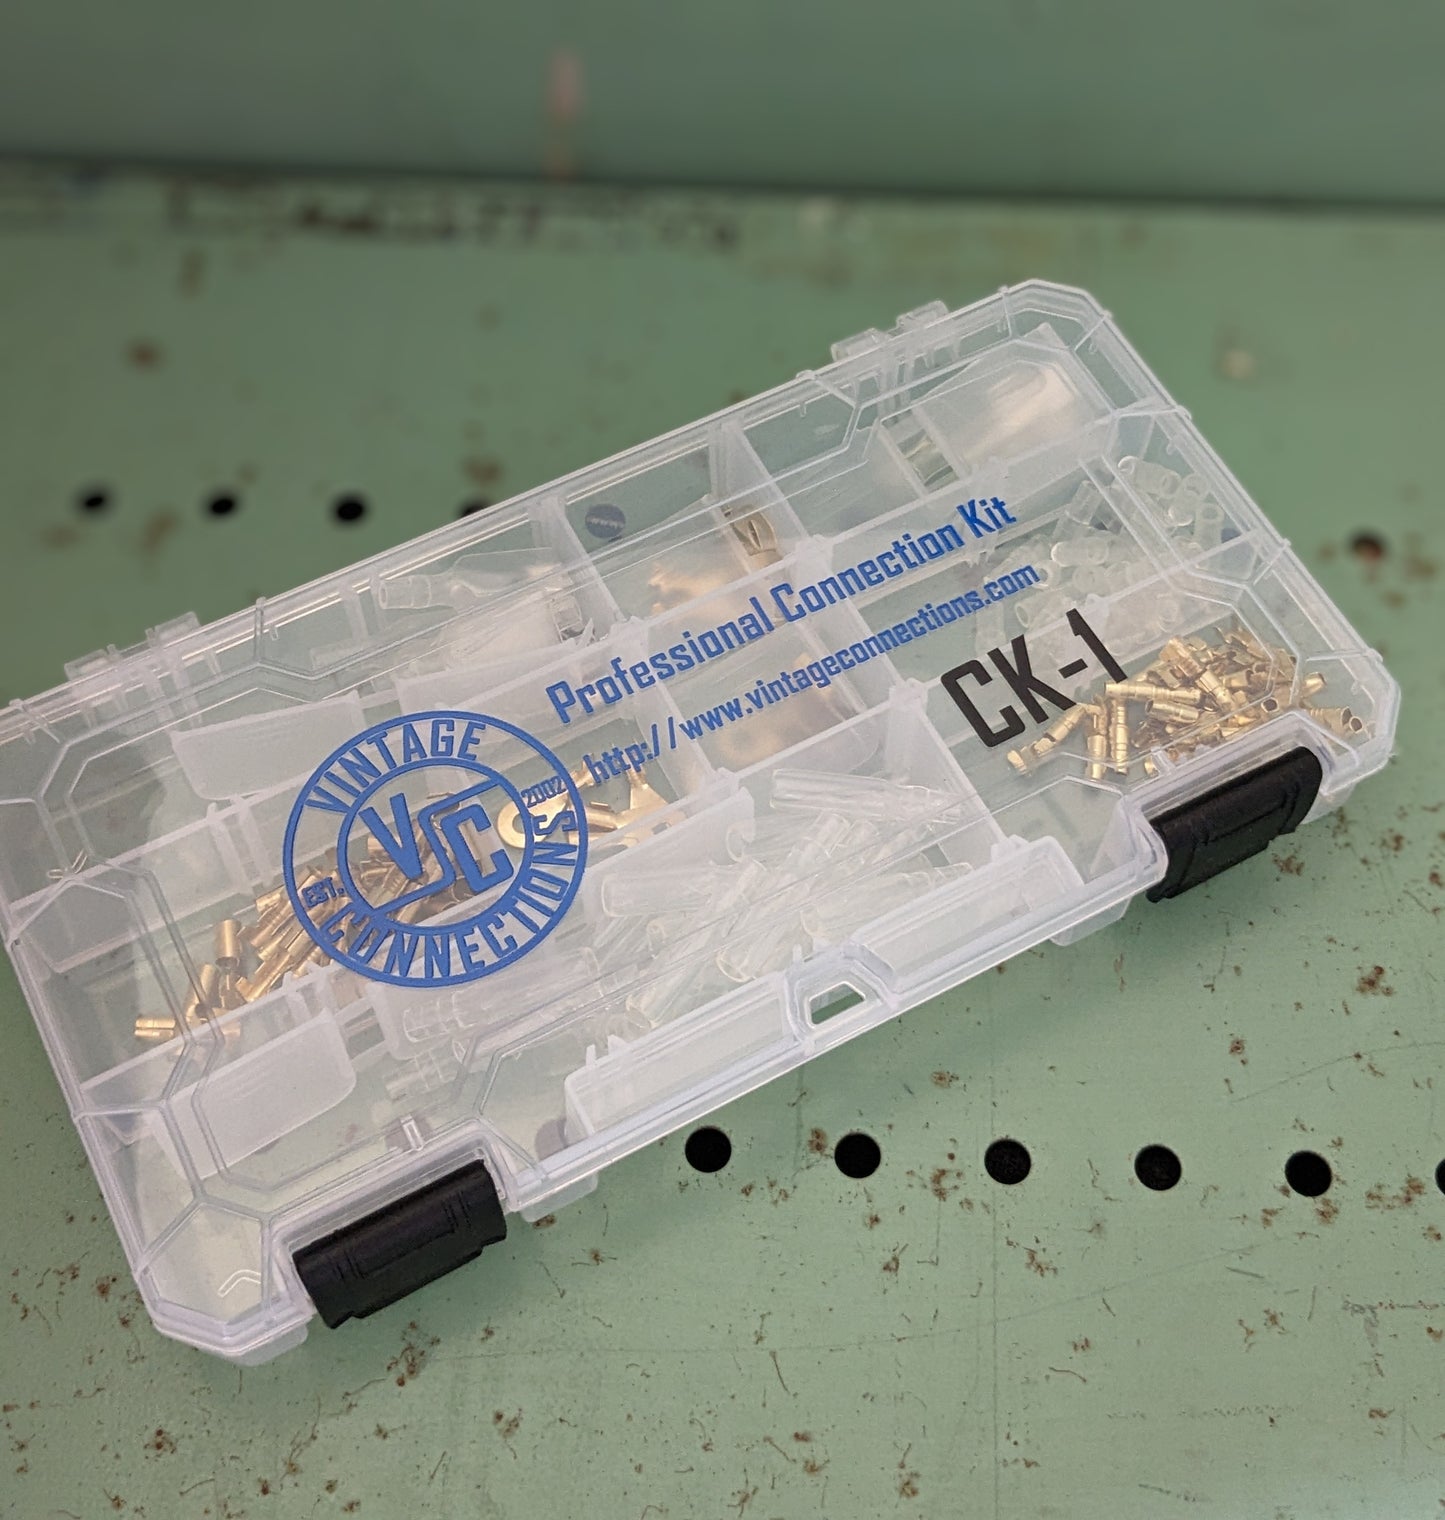 Professional Connection Kit
http://www.vintageconnections.com
CK-1
VINTAGE
VC
EST. 2002
CONNECTIONS